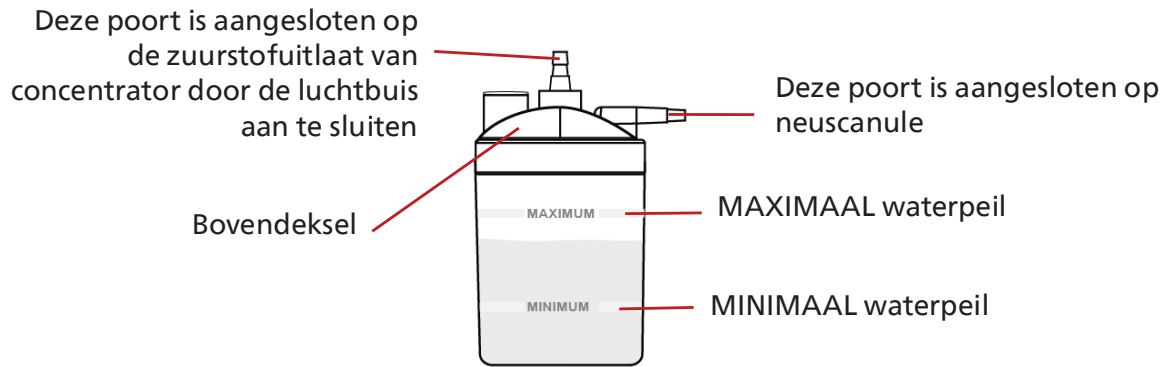 Deze poort is aangesloten op
de zuurstofuitlaat van
concentrator door de luchtbuis
aan te sluiten
Deze poort is aangesloten op
neuscanule
Bovendeksel
MAXIMUM
MAXIMAAL waterpeil
MINIMUM
MINIMAAL waterpeil